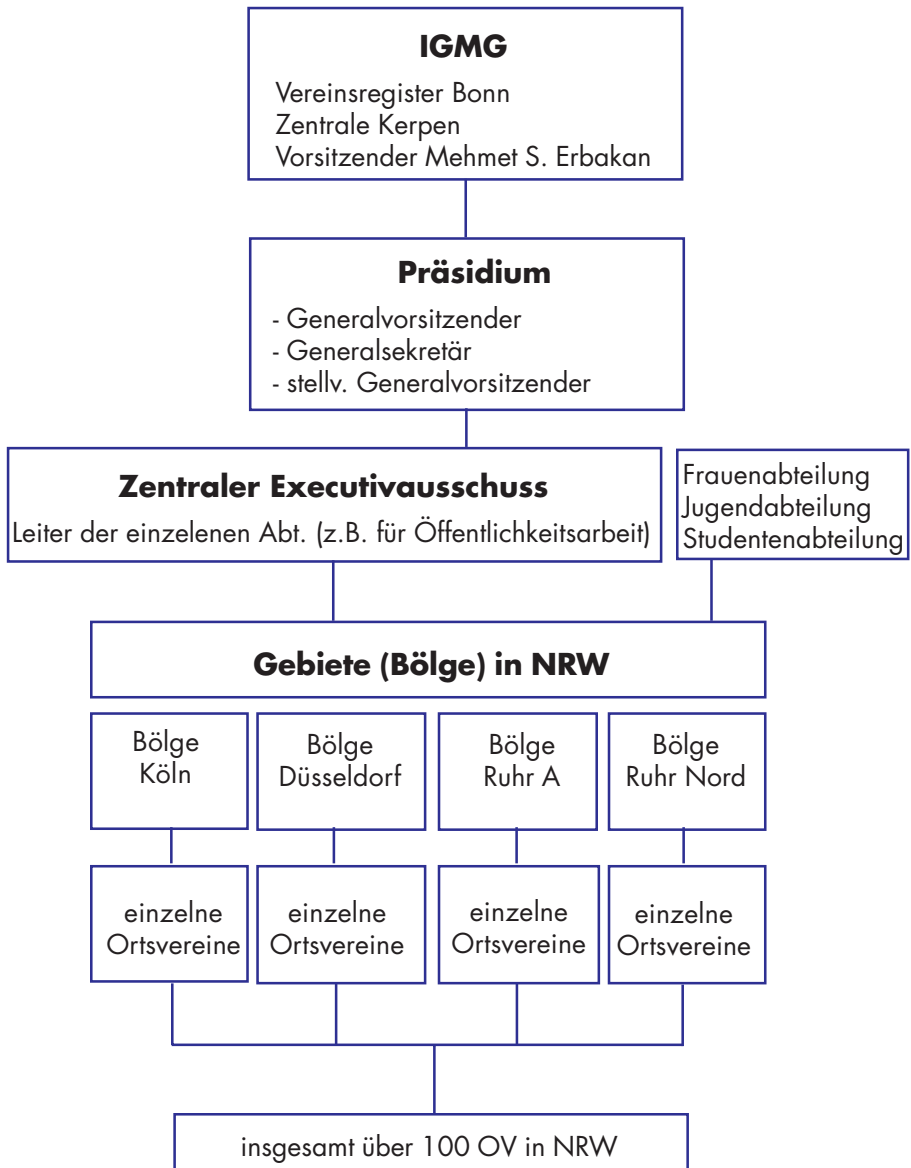 IGMG
Vereinsregister Bonn
Zentrale Kerpen
Vorsitzender Mehmet S. Erbakan
Präsidium
- Generalvorsitzender
- Generalsekretär
- stellv. Generalvorsitzender
Zentraler Executivausschuss
Leiter der einzelenen Abt. (z.B. für Öffentlichkeitsarbeit)
Frauenabteilung
Jugendabteilung
Studentenabteilung
Gebiete (Bölge) in NRW
Bölge
Köln
Bölge
Düsseldorf
Bölge
Ruhr A
Bölge
Ruhr Nord
einzelne
Ortsvereine
einzelne
Ortsvereine
einzelne
Ortsvereine
einzelne
Ortsvereine
insgesamt über 100 OV in NRW